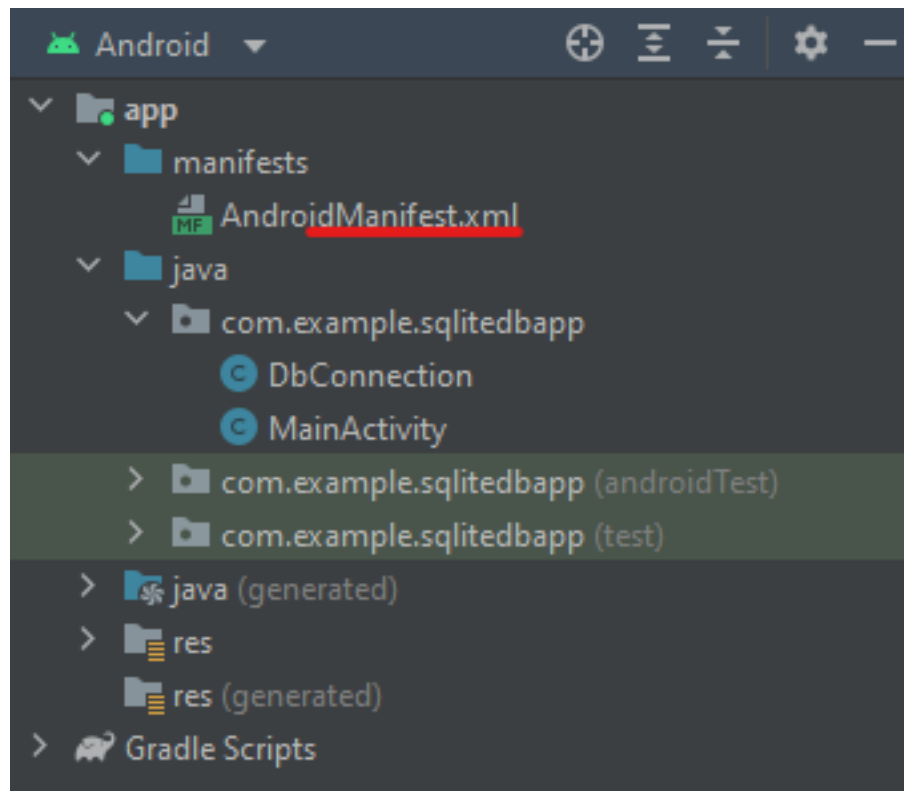 Android
app
manifests
MF AndroidManifest.xml
java
com.example.sqlitedbapp
C DbConnection
C MainActivity
com.example.sqlitedbapp (androidTest)
com.example.sqlitedbapp (test)
java (generated)
res
res (generated)
Gradle Scripts